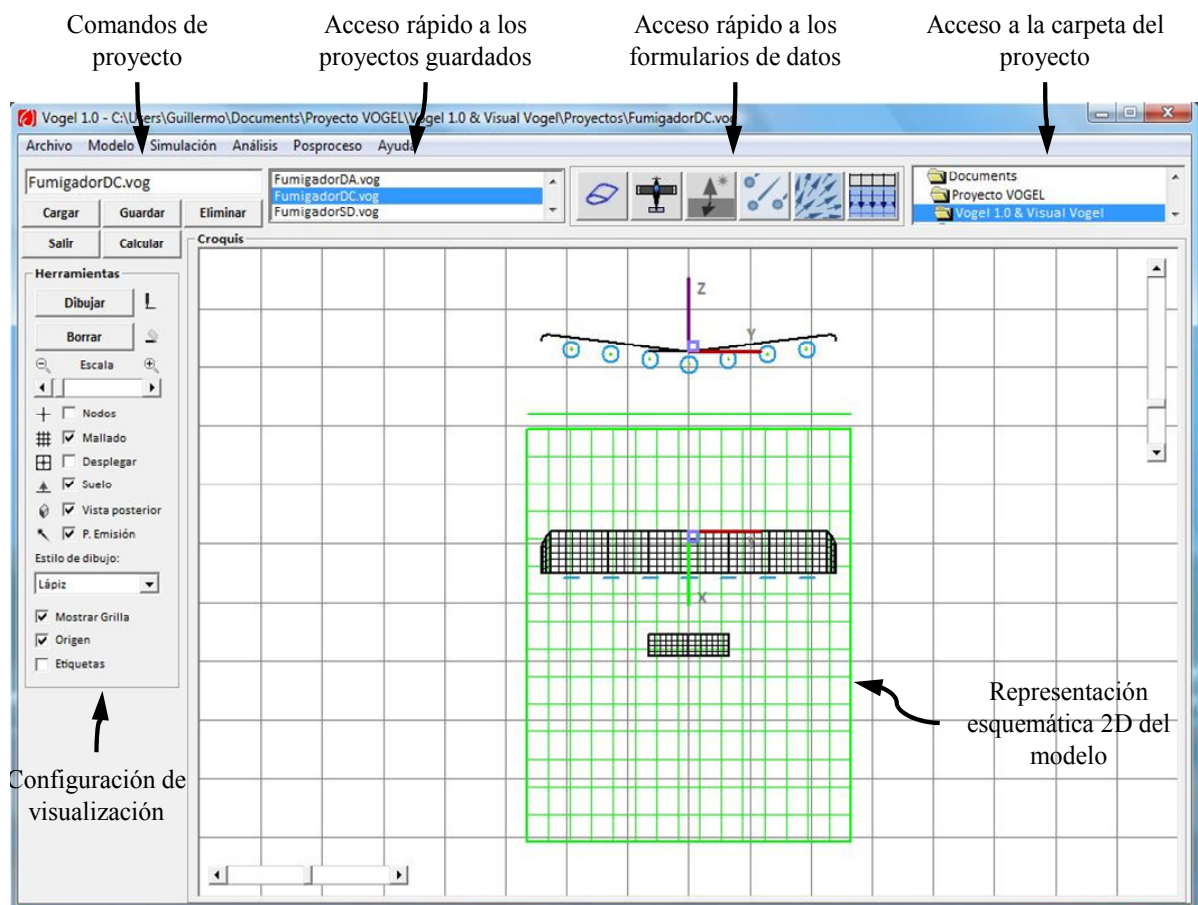 Comandos de
proyecto
Acceso rápido a los
proyectos guardados
Acceso rápido a los
formularios de datos
Acceso a la carpeta del
proyecto
Vogel 1.0 - C:\Users\Guillermo\Documents\Proyecto VOGEL\Vogel 1.0 & Visual Vogel\Proyectos\FumigadorDC.vog
Archivo Modelo Simulación Análisis Posproceso Ayuda
FumigadorDC.vog
Cargar Guardar Eliminar
Salir Calcular
FumigadorDA.vog
FumigadorDC.vog
FumigadorSD.vog
Documents
Proyecto VOGEL
Vogel 1.0 & Visual Vogel
Croquis
Herramientas
Dibujar
Borrar
Escala
Nodos
Mallado
Desplegar
Suelo
Vista posterior
P. Emisión
Estilo de dibujo:
Lápiz
Mostrar Grilla
Origen
Etiquetas
Z
Y
X
Configuración de
visualización
Representación
esquemática 2D del
modelo